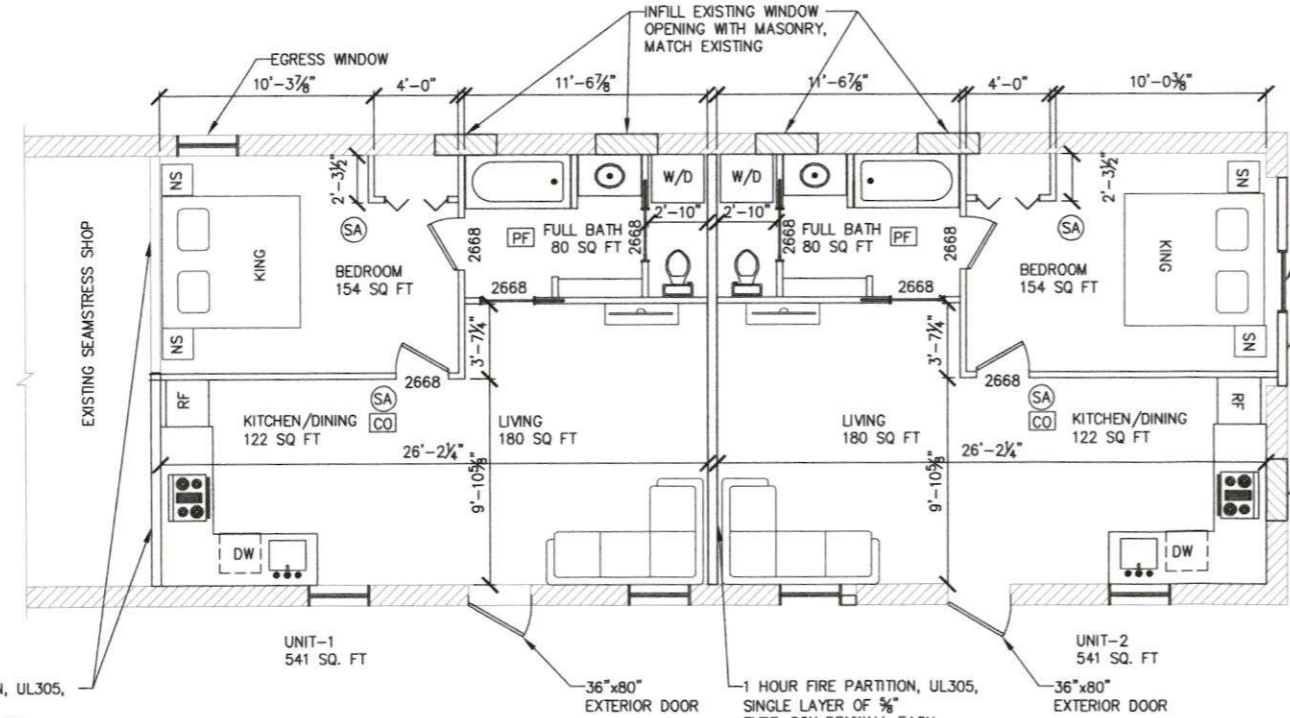 INFILL EXISTING WINDOW
OPENING WITH MASONRY,
MATCH EXISTING
EGRESS WINDOW
10'-3⅞"
4'-0"
11'-6⅞"
11'-6⅞"
4'-0"
10'-0⅜"
NS
2'-3½"
W/D
W/D
2'-3½"
SN
SA
2'-10"
2'-10"
SA
2668
PF
FULL BATH
80 SQ FT
2668
2668
FULL BATH
80 SQ FT
PF
2668
KING
BEDROOM
154 SQ FT
BEDROOM
154 SQ FT
KING
2668
2668
EXISTING SEAMSTRESS SHOP
NS
3'-7¼"
3'-7¼"
SN
2668
2668
RF
SA
CO
SA
CO
RF
KITCHEN/DINING
122 SQ FT
LIVING
180 SQ FT
LIVING
180 SQ FT
KITCHEN/DINING
122 SQ FT
26'-2¼"
26'-2¼"
9'-10⅝"
9'-10⅝"
DW
DW
UNIT-1
541 SQ. FT
UNIT-2
541 SQ. FT
N, UL305,
36"x80"
EXTERIOR DOOR
1 HOUR FIRE PARTITION, UL305,
SINGLE LAYER OF ⅝"
36"x80"
EXTERIOR DOOR